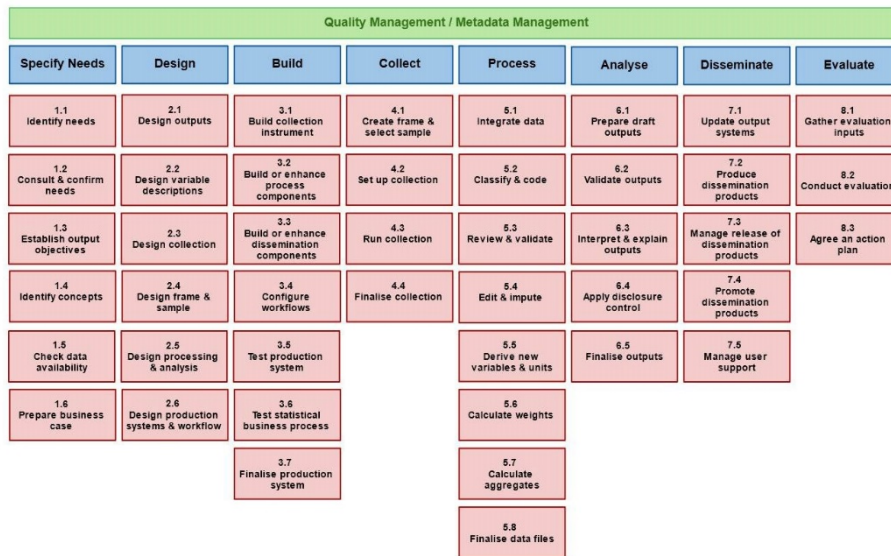 Quality Management / Metadata Management
Specify Needs
Design
Build
Collect
Process
Analyse
Disseminate
Evaluate
1.1
Identify needs
2.1
Design outputs
3.1
Build collection
instrument
4.1
Create frame &
select sample
5.1
Integrate data
6.1
Prepare draft
outputs
7.1
Update output
systems
8.1
Gather evaluation
inputs
1.2
Consult & confirm
needs
2.2
Design variable
descriptions
3.2
Build or enhance
process
components
4.2
Set up collection
5.2
Classify & code
6.2
Validate outputs
7.2
Produce
dissemination
products
8.2
Conduct evaluation
1.3
Establish output
objectives
2.3
Design collection
3.3
Build or enhance
dissemination
components
4.3
Run collection
5.3
Review & validate
6.3
Interpret & explain
outputs
7.3
Manage release of
dissemination
products
8.3
Agree an action
plan
1.4
Identify concepts
2.4
Design frame &
sample
3.4
Configure
workflows
4.4
Finalise collection
5.4
Edit & impute
6.4
Apply disclosure
control
7.4
Promote
dissemination
products
1.5
Check data
availability
2.5
Design processing
& analysis
3.5
Test production
system
5.5
Derive new
variables & units
6.5
Finalise outputs
7.5
Manage user
support
1.6
Prepare business
case
2.6
Design production
systems & workflow
3.6
Test statistical
business process
5.6
Calculate weights
3.7
Finalise production
system
5.7
Calculate
aggregates
5.8
Finalise data files